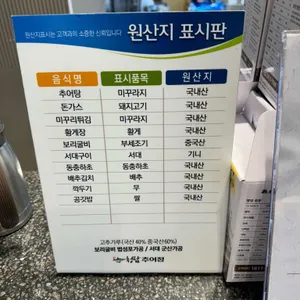 원산지표시는 고객과의 소중한 신뢰입니다
원산지 표시판
음식명 표시품목 원산지
추어탕 미꾸라지 국내산
돈가스 돼지고기 국내산
미꾸리튀김 미꾸라지 국내산
황게장 황게 국내산
보리굴비 부세조기 중국산
서대구이 서대 기니
동충하초 동충하초 국내산
배추김치 배추 국내산
깍두기 무 국내산
공깃밥 쌀 국내산
고추가루(국산 40% 중국산60%)
보리굴비 법성포가공 / 서대 군산가공
추어정